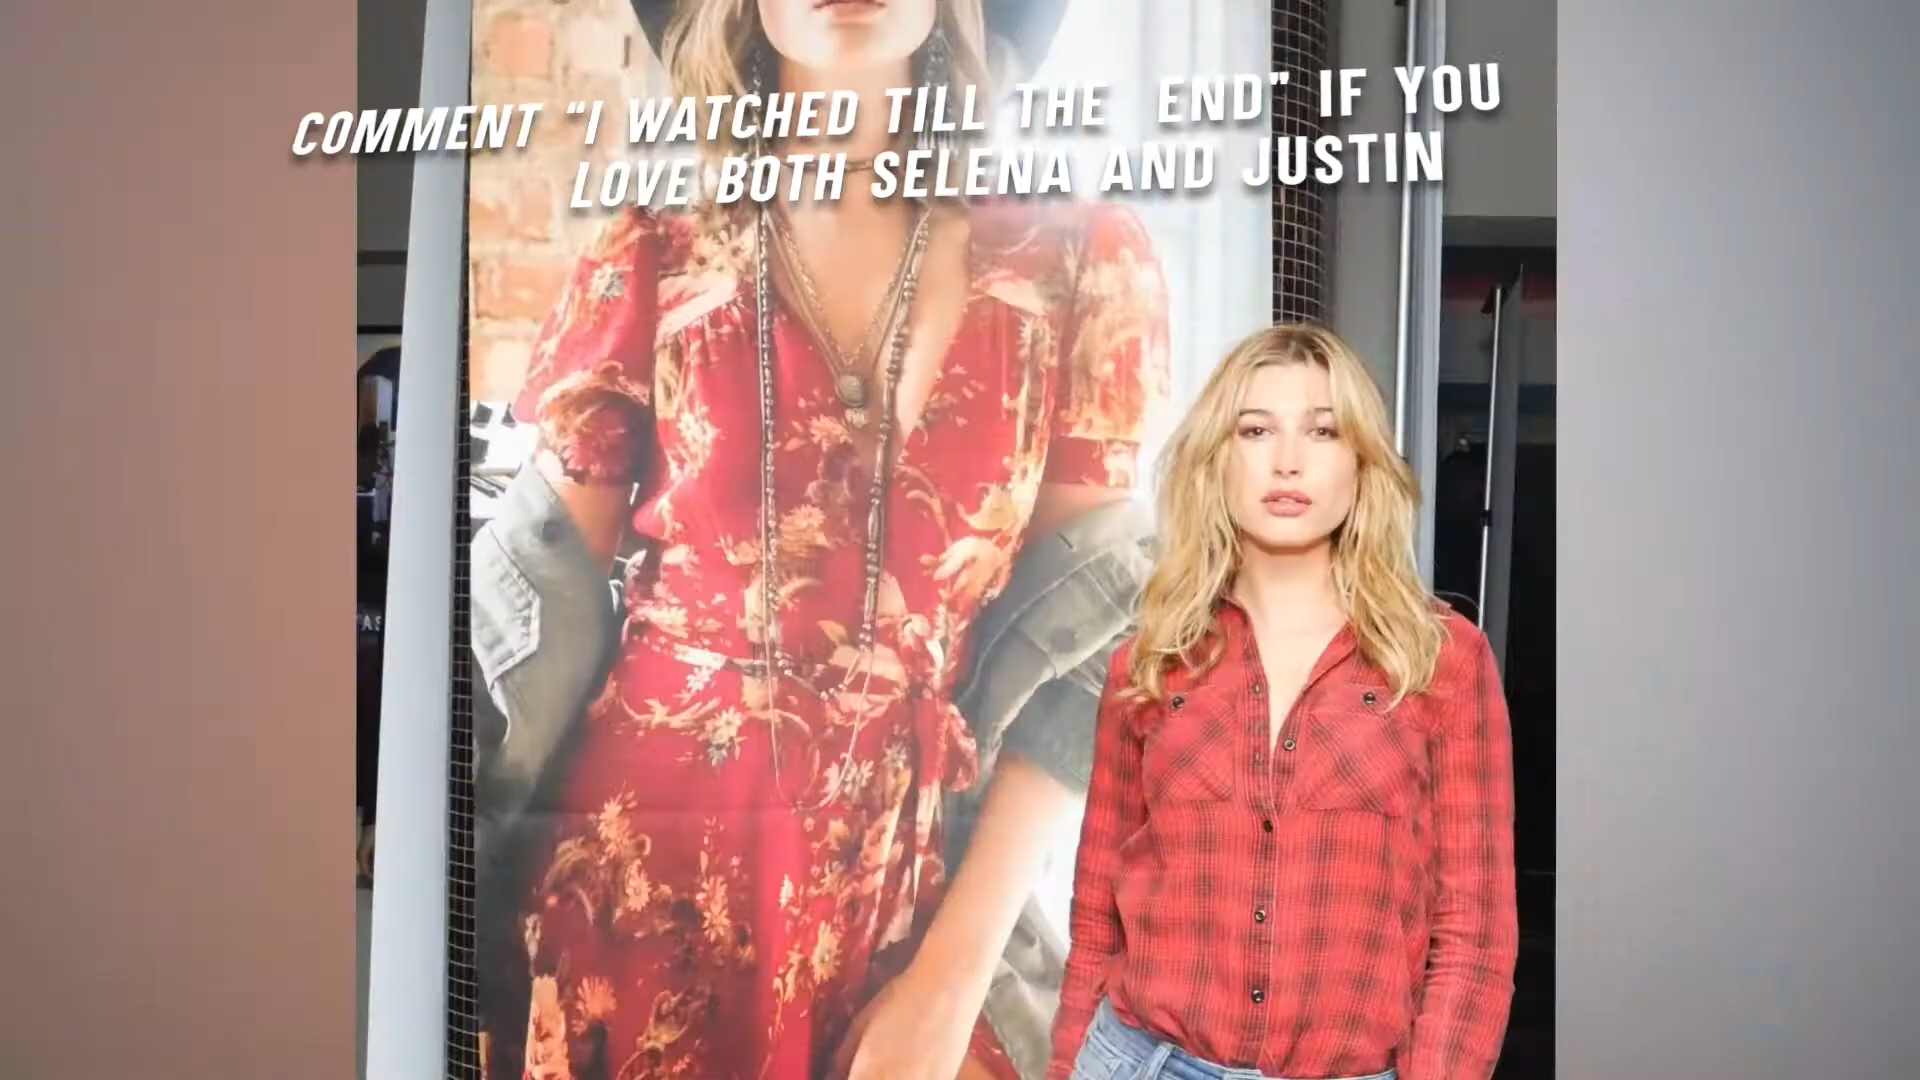 COMMENT “I WATCHED TILL THE END” IF YOU
LOVE BOTH SELENA AND JUSTIN